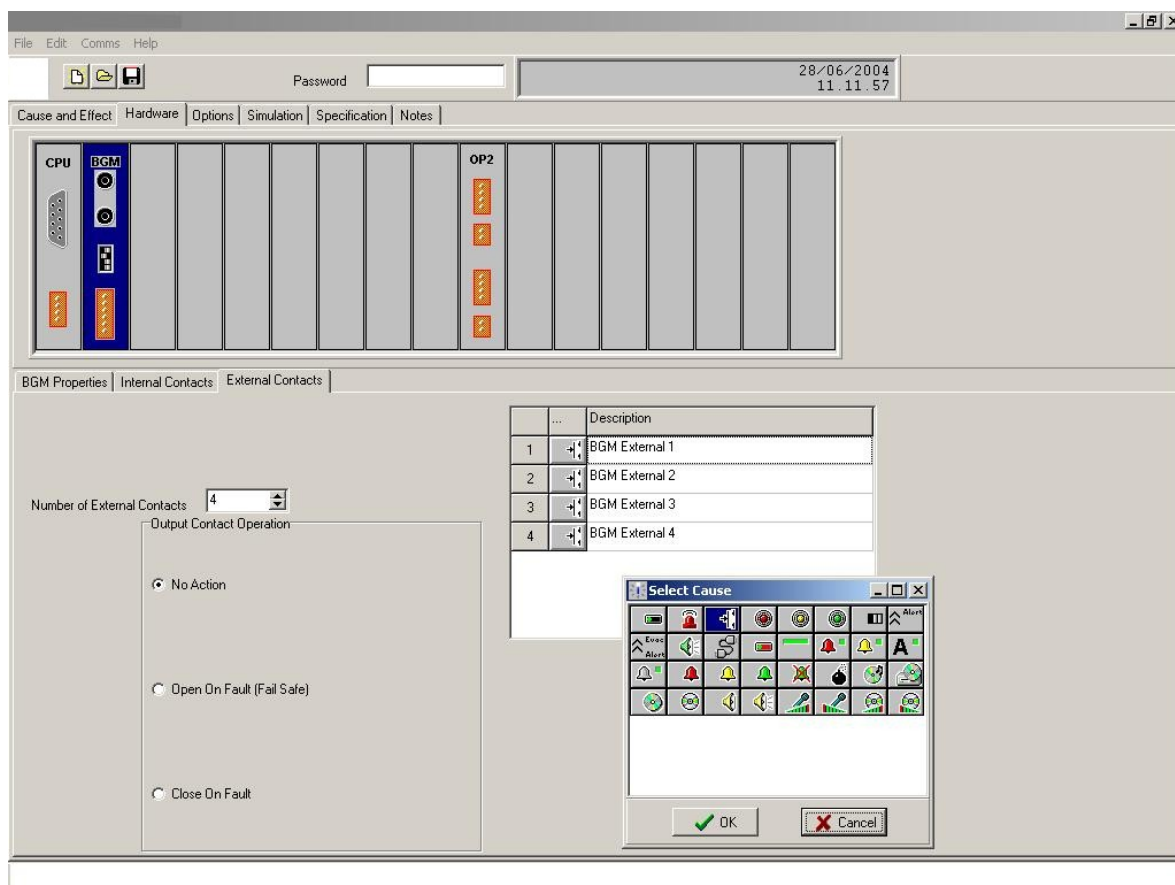 File Edit Comms Help
Password
28/06/2004
11.11.57
Cause and Effect Hardware Options Simulation Specification Notes
CPU BGM OP2
BGM Properties Internal Contacts External Contacts
... Description
1 BGM External 1
2 BGM External 2
3 BGM External 3
4 BGM External 4
Number of External Contacts 4
Output Contact Operation
No Action
Open On Fault (Fail Safe)
Close On Fault
Select Cause
Alert
Evac
Alert
A
OK Cancel